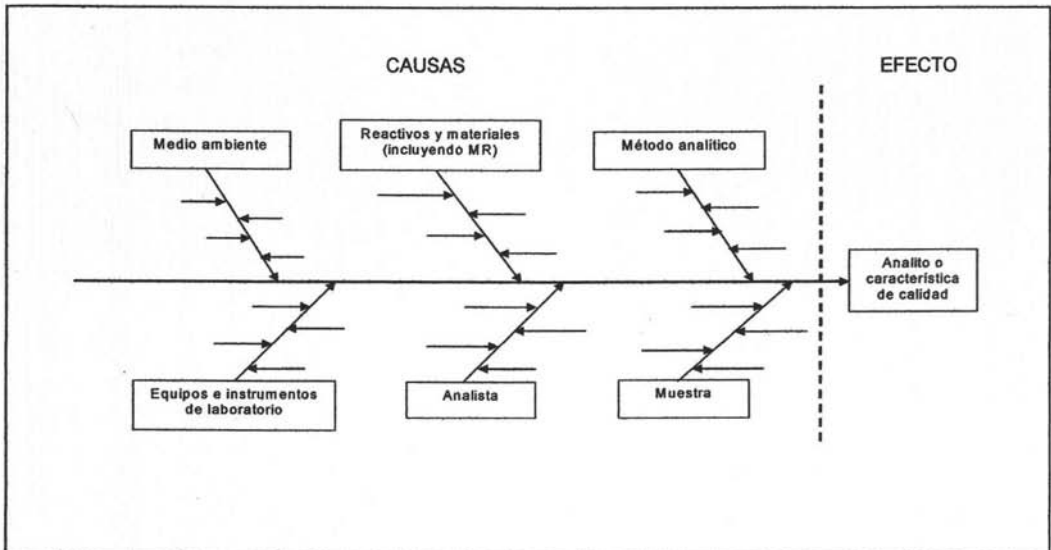 CAUSAS
EFECTO
Medio ambiente
Reactivos y materiales
(incluyendo MR)
Método analítico
Analito o
característica
de calidad
Equipos e instrumentos
de laboratorio
Analista
Muestra